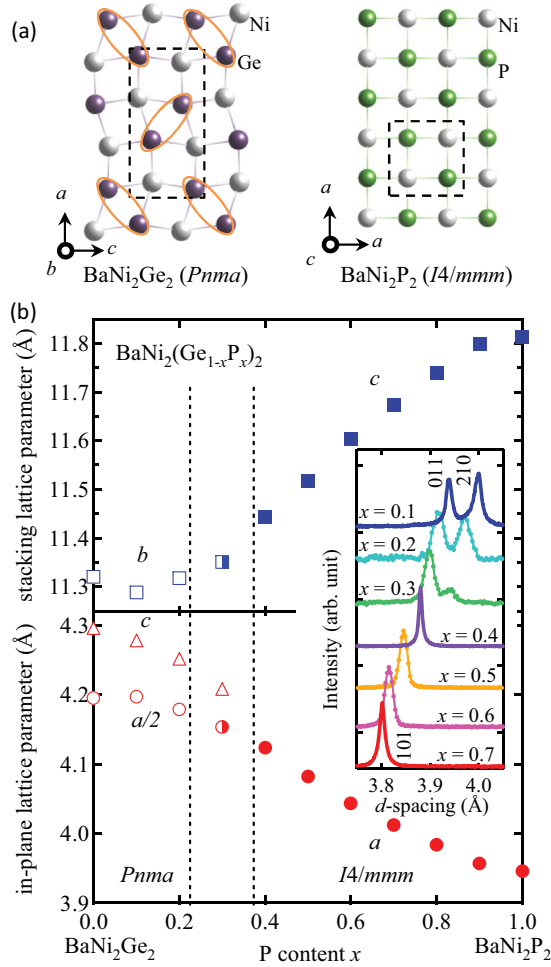 (a)
Ni
Ge
a
b
c
BaNi₂Ge₂ (Pnma)
Ni
P
a
c
a
BaNi₂P₂ (I4/mmm)
(b)
stacking lattice parameter (Å)
11.8
11.7
11.6
11.5
11.4
11.3
BaNi₂(Ge₁₋ₓPₓ)₂
c
b
in-plane lattice parameter (Å)
4.3
4.2
4.1
4.0
3.9
c
a/2
a
Pnma
I4/mmm
Intensity (arb. unit)
011
210
x = 0.1
x = 0.2
x = 0.3
x = 0.4
x = 0.5
x = 0.6
x = 0.7
101
3.8 3.9 4.0
d-spacing (Å)
0.0 0.2 0.4 0.6 0.8 1.0
BaNi₂Ge₂ P content x BaNi₂P₂